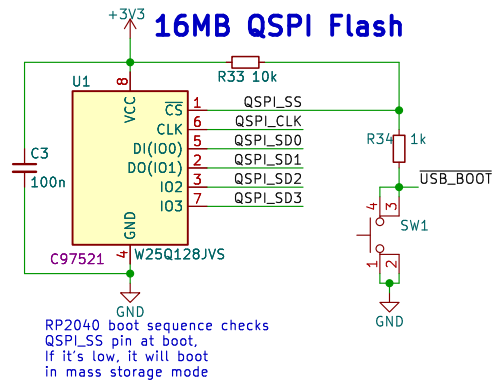 16MB QSPI Flash
+3V3
R33 10k
U1
8
VCC
CS 1 QSPI_SS
CLK 6 QSPI_CLK
DI(IO0) 5 QSPI_SD0
DO(IO1) 2 QSPI_SD1
IO2 3 QSPI_SD2
IO3 7 QSPI_SD3
GND
4
C3
100n
R34 1k
USB_BOOT
4 3
SW1
1 2
C97521
W25Q128JVS
GND
GND
RP2040 boot sequence checks
QSPI_SS pin at boot,
If it's low, it will boot
in mass storage mode